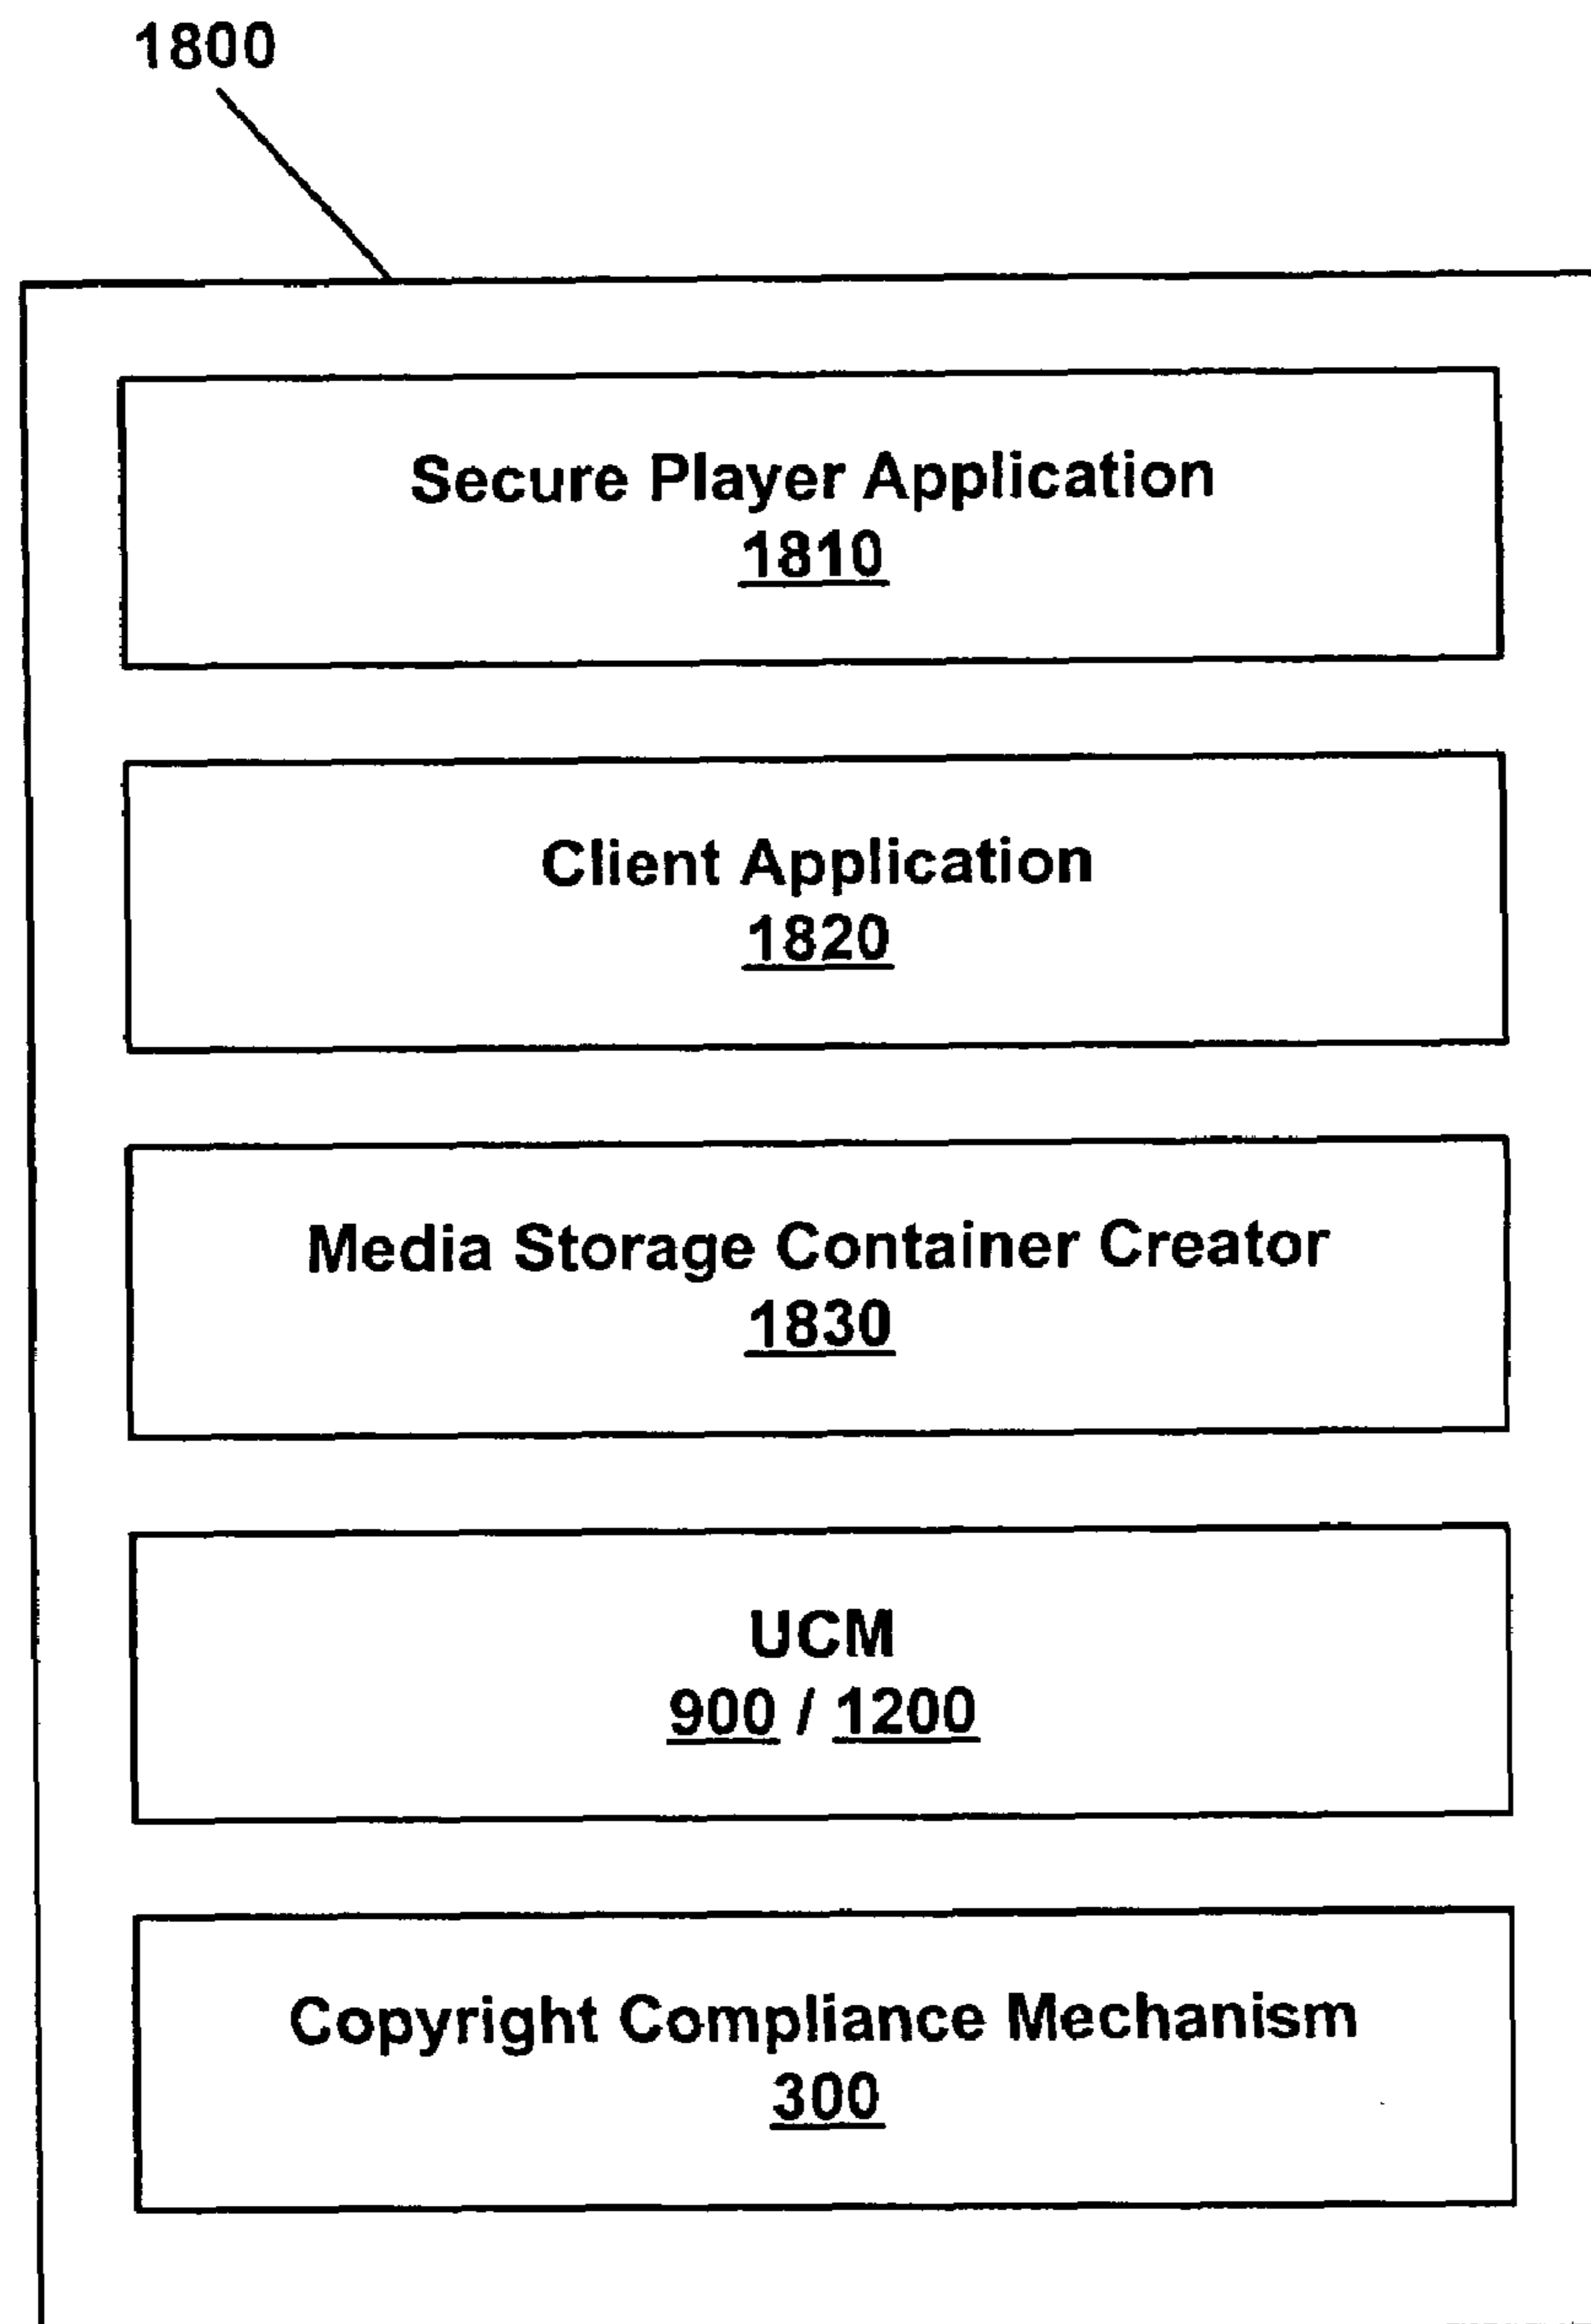 1800
Secure Player Application
1810
Client Application
1820
Media Storage Container Creator
1830
UCM
900 / 1200
Copyright Compliance Mechanism
300